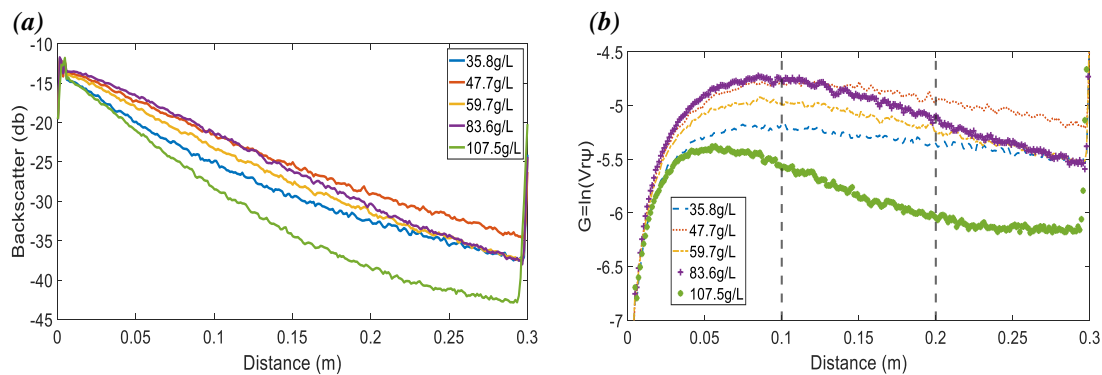 (a)
Backscatter (db)
-10
-15
-20
-25
-30
-35
-40
-45
0
0.05
0.1
0.15
0.2
0.25
0.3
Distance (m)
35.8g/L
47.7g/L
59.7g/L
83.6g/L
107.5g/L
(b)
G=ln(Vrψ)
-4.5
-5
-5.5
-6
-6.5
-7
0
0.05
0.1
0.15
0.2
0.25
0.3
Distance (m)
35.8g/L
47.7g/L
59.7g/L
83.6g/L
107.5g/L